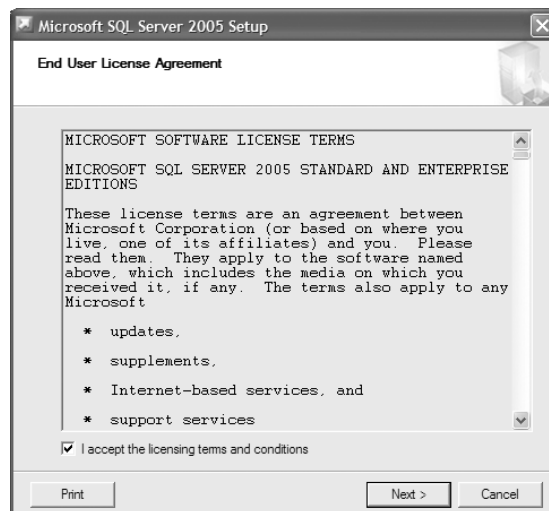 Microsoft SQL Server 2005 Setup
End User License Agreement
MICROSOFT SOFTWARE LICENSE TERMS
MICROSOFT SQL SERVER 2005 STANDARD AND ENTERPRISE
EDITIONS
These license terms are an agreement between
Microsoft Corporation (or based on where you
live, one of its affiliates) and you. Please
read them. They apply to the software named
above, which includes the media on which you
received it, if any. The terms also apply to any
Microsoft
* updates,
* supplements,
* Internet-based services, and
* support services
I accept the licensing terms and conditions
Print
Next >
Cancel